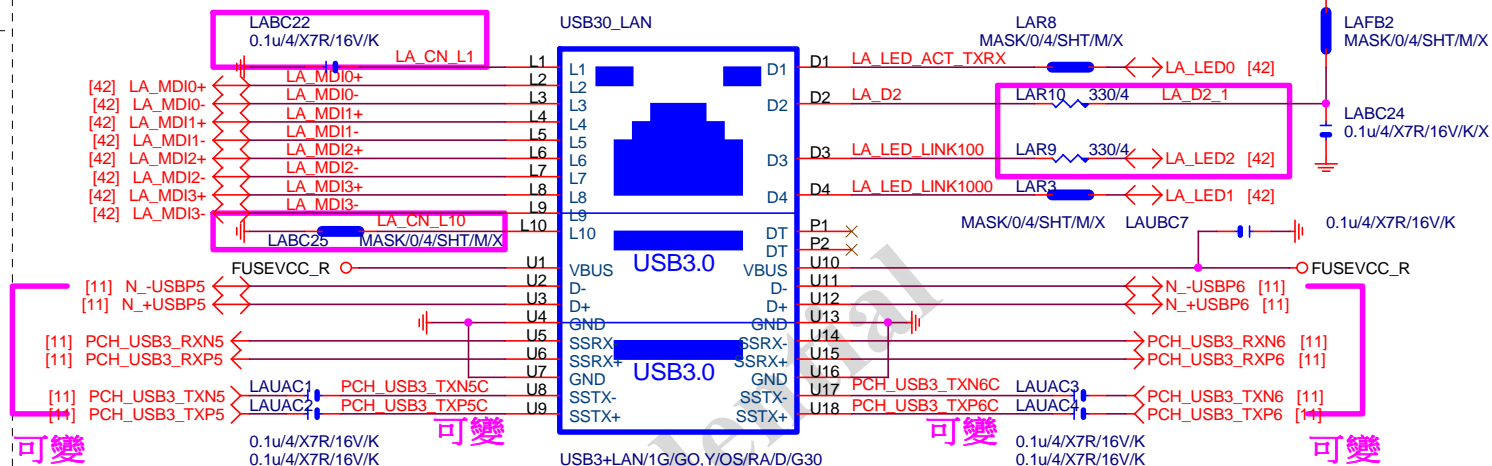 LABC22
0.1u/4/X7R/16V/K
USB30_LAN
LAR8
MASK/0/4/SHT/M/X
LAFB2
MASK/0/4/SHT/M/X
LA_CN_L1 L1 L1 D1 D1 LA_LED_ACT_TXRX LA_LED0 [42]
[42] LA_MDI0+ LA_MDI0+ L2 L2
[42] LA_MDI0- LA_MDI0- L3 L3 D2 D2 LA_D2 LAR10 330/4 LA_D2_1
[42] LA_MDI1+ LA_MDI1+ L4 L4
LABC24
0.1u/4/X7R/16V/K/X
[42] LA_MDI1- LA_MDI1- L5 L5
[42] LA_MDI2+ LA_MDI2+ L6 L6 D3 D3 LA_LED_LINK100 LAR9 330/4 LA_LED2 [42]
[42] LA_MDI2- LA_MDI2- L7 L7
[42] LA_MDI3+ LA_MDI3+ L8 L8 D4 D4 LA_LED_LINK1000 LAR3 LA_LED1 [42]
[42] LA_MDI3- LA_MDI3- L9 L9
MASK/0/4/SHT/M/X LAUBC7 0.1u/4/X7R/16V/K
LA_CN_L10 L10 L10 DT P1
LABC25 MASK/0/4/SHT/M/X
DT P2
FUSEVCC_R U1 VBUS USB3.0 VBUS U10 FUSEVCC_R
[11] N_-USBP5 U2 D- D- U11 N_-USBP6 [11]
[11] N_+USBP5 U3 D+ D+ U12 N_+USBP6 [11]
U4 GND GND U13
[11] PCH_USB3_RXN5 U5 SSRX- SSRX- U14 PCH_USB3_RXN6 [11]
[11] PCH_USB3_RXP5 U6 SSRX+ SSRX+ U15 PCH_USB3_RXP6 [11]
U7 GND USB3.0 GND U16
[11] PCH_USB3_TXN5 LAUAC1 PCH_USB3_TXN5C U8 SSTX- SSTX- U17 PCH_USB3_TXN6C LAUAC3 PCH_USB3_TXN6 [11]
[11] PCH_USB3_TXP5 LAUAC2 PCH_USB3_TXP5C U9 SSTX+ SSTX+ U18 PCH_USB3_TXP6C LAUAC4 PCH_USB3_TXP6 [11]
可變 可變 可變 可變
0.1u/4/X7R/16V/K
0.1u/4/X7R/16V/K
USB3+LAN/1G/GO,Y/OS/RA/D/G30
0.1u/4/X7R/16V/K
0.1u/4/X7R/16V/K